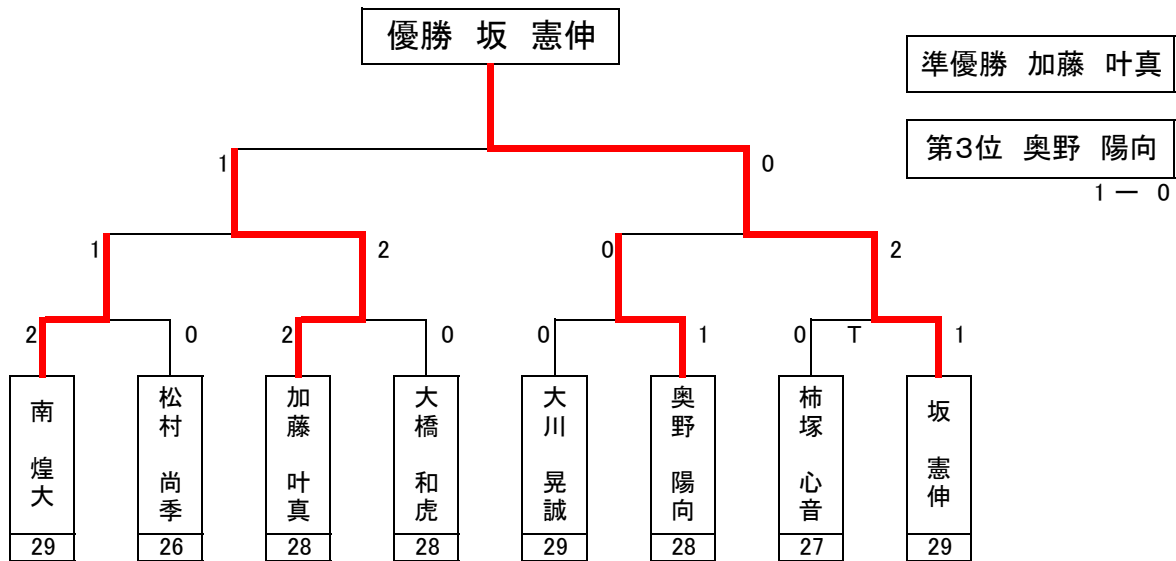 優勝 坂 憲伸
準優勝 加藤 叶真
第3位 奥野 陽向
1 ー 0
1
0
1
2
0
2
2
0
2
0
0
1
0
T
1
南 煌大
松村 尚季
加藤 叶真
大橋 和虎
大川 晃誠
奥野 陽向
柿塚 心音
坂 憲伸
29
26
28
28
29
28
27
29